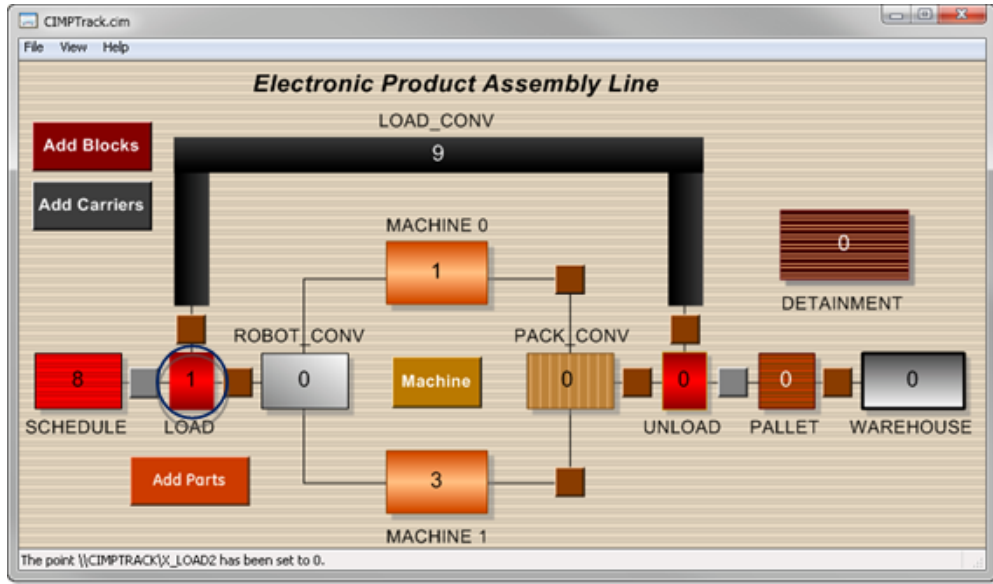 CIMPTrack.cim
File View Help
Electronic Product Assembly Line
LOAD_CONV
Add Blocks
9
Add Carriers
MACHINE 0
1
0
DETAINMENT
ROBOT_CONV
PACK_CONV
8
1
0
Machine
0
0
0
0
SCHEDULE
LOAD
UNLOAD
PALLET
WAREHOUSE
Add Parts
3
MACHINE 1
The point \\CIMPTRACK\X_LOAD2 has been set to 0.